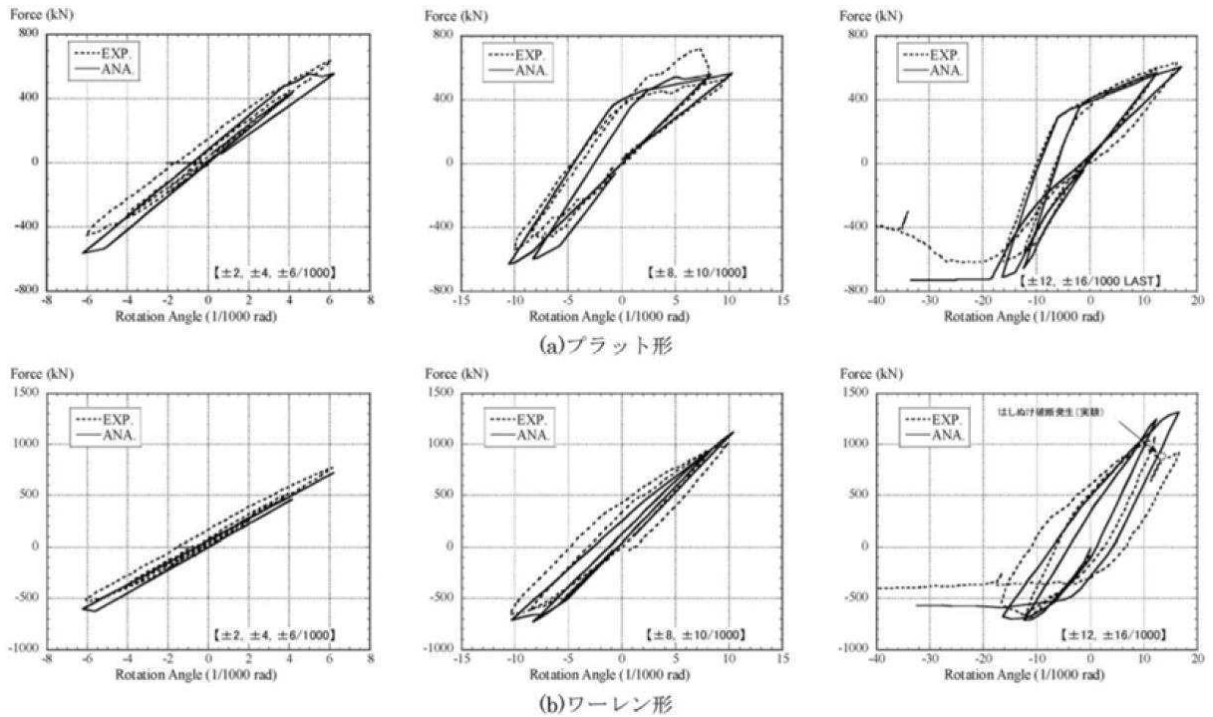 Force (kN)
800
400
0
-400
-800
EXP.
ANA.
【±2, ±4, ±6/1000】
-8 -6 -4 -2 0 2 4 6 8
Rotation Angle (1/1000 rad)
Force (kN)
800
400
0
-400
-800
EXP.
ANA.
【±8, ±10/1000】
-15 -10 -5 0 5 10 15
Rotation Angle (1/1000 rad)
Force (kN)
800
400
0
-400
-800
EXP.
ANA.
【±12, ±16/1000 LAST】
-40 -30 -20 -10 0 10 20
Rotation Angle (1/1000 rad)
(a)プラット形
Force (kN)
1500
1000
500
0
-500
-1000
EXP.
ANA.
【±2, ±4, ±6/1000】
-8 -6 -4 -2 0 2 4 6 8
Rotation Angle (1/1000 rad)
Force (kN)
1500
1000
500
0
-500
-1000
EXP.
ANA.
【±8, ±10/1000】
-15 -10 -5 0 5 10 15
Rotation Angle (1/1000 rad)
Force (kN)
1500
1000
500
0
-500
-1000
EXP.
ANA.
はしぬけ破断発生(実験)
【±12, ±16/1000】
-40 -30 -20 -10 0 10 20
Rotation Angle (1/1000 rad)
(b)ワーレン形